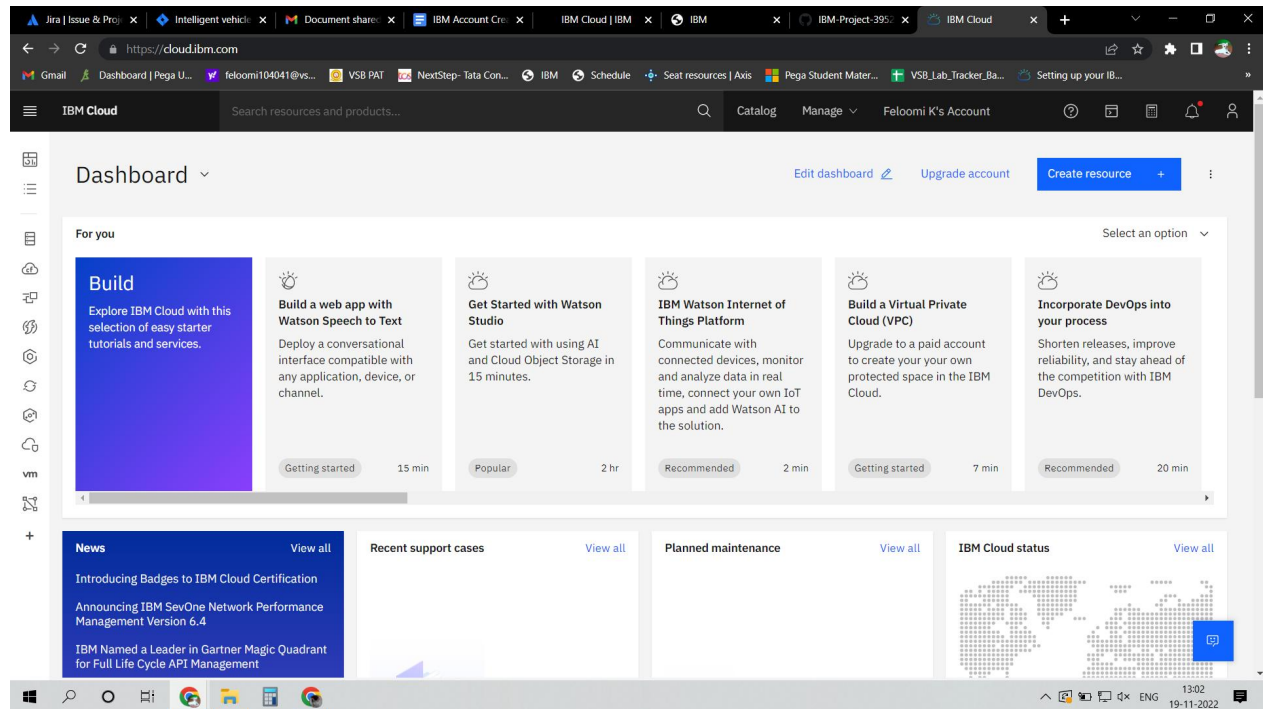 Jira | Issue & Proj
Intelligent vehicle
Document shared
IBM Account Cre
IBM Cloud | IBM
IBM
IBM-Project-3952
IBM Cloud
https://cloud.ibm.com
Gmail
Dashboard | Pega U...
feloomi104041@vs...
VSB PAT
NextStep- Tata Con...
IBM
Schedule
Seat resources | Axis
Pega Student Mater...
VSB_Lab_Tracker_Ba...
Setting up your IB...
»
IBM Cloud
Search resources and products...
Catalog
Manage
Feloomi K's Account
Dashboard
Edit dashboard
Upgrade account
Create resource +
For you
Select an option
Build
Explore IBM Cloud with this
selection of easy starter
tutorials and services.
Build a web app with
Watson Speech to Text
Deploy a conversational
interface compatible with
any application, device, or
channel.
Getting started
15 min
Get Started with Watson
Studio
Get started with using AI
and Cloud Object Storage in
15 minutes.
Popular
2 hr
IBM Watson Internet of
Things Platform
Communicate with
connected devices, monitor
and analyze data in real
time, connect your own IoT
apps and add Watson AI to
the solution.
Recommended
2 min
Build a Virtual Private
Cloud (VPC)
Upgrade to a paid account
to create your your own
protected space in the IBM
Cloud.
Getting started
7 min
Incorporate DevOps into
your process
Shorten releases, improve
reliability, and stay ahead of
the competition with IBM
DevOps.
Recommended
20 min
vm
News
View all
Introducing Badges to IBM Cloud Certification
Announcing IBM SevOne Network Performance
Management Version 6.4
IBM Named a Leader in Gartner Magic Quadrant
for Full Life Cycle API Management
Recent support cases
View all
Planned maintenance
View all
IBM Cloud status
View all
ENG
13:02
19-11-2022